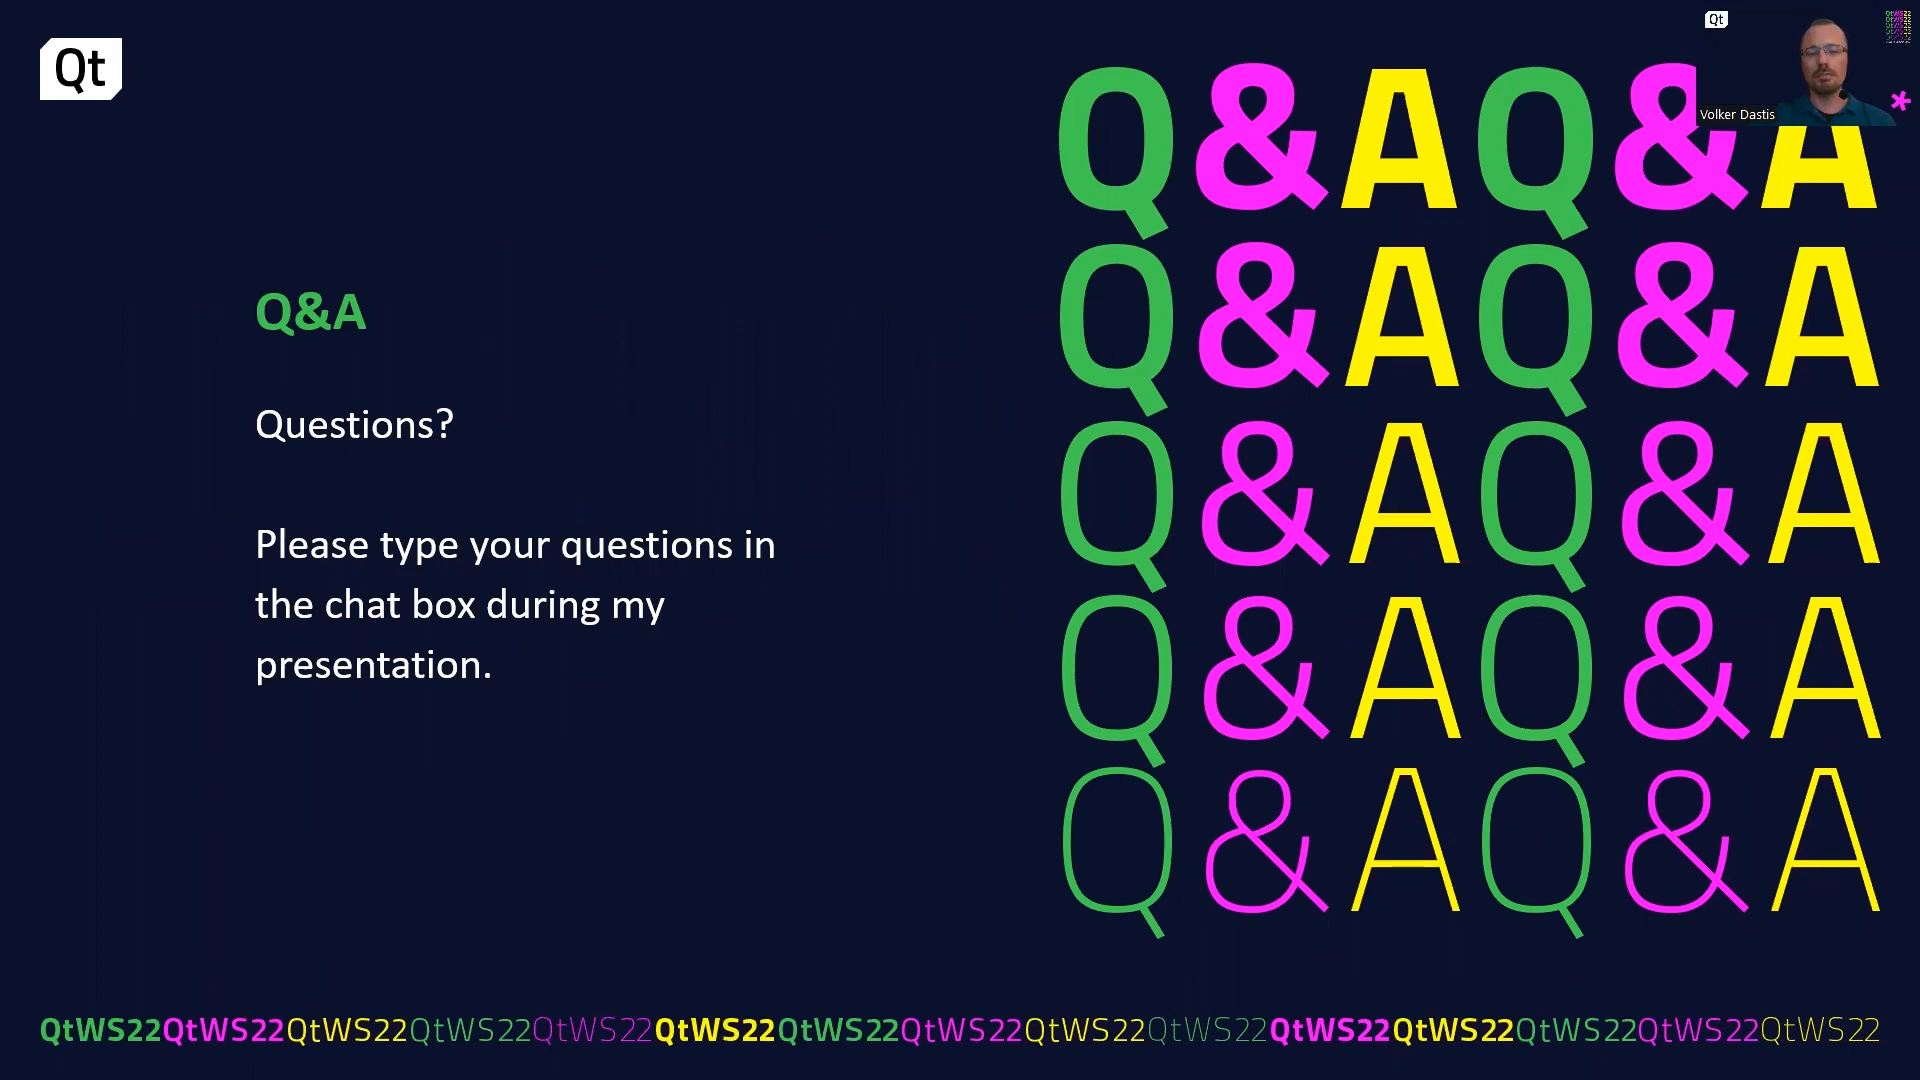 Qt
Qt
Volker Dastis
Q&AQ&A
Q&AQ&A
Q&AQ&A
Q&AQ&A
Q&AQ&A
Q&A
Questions?
Please type your questions in
the chat box during my
presentation.
QtWS22QtWS22QtWS22QtWS22QtWS22QtWS22QtWS22QtWS22QtWS22QtWS22QtWS22QtWS22QtWS22QtWS22QtWS22